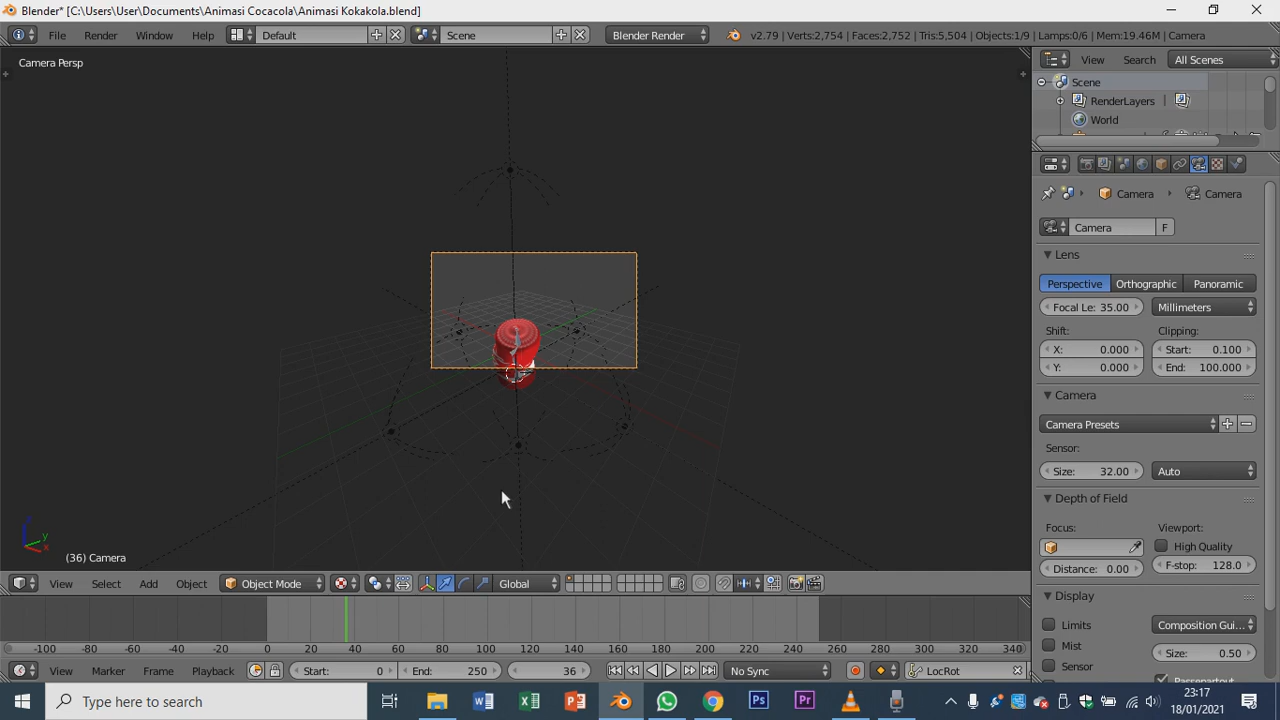 Blender* [C:\Users\User\Documents\Animasi Cocacola\Animasi Kokakola.blend]
File Render Window Help Default Scene Blender Render v2.79 | Verts:2,754 | Faces:2,752 | Tris:5,504 | Objects:1/9 | Lamps:0/6 | Mem:19.46M | Camera
Camera Persp
View Search All Scenes
Scene
RenderLayers
World
Camera Camera
Camera F
Lens
Perspective Orthographic Panoramic
Focal Le: 35.00 Millimeters
Shift: Clipping:
X: 0.000 Start: 0.100
Y: 0.000 End: 100.000
Camera
Camera Presets
Sensor:
Size: 32.00 Auto
Depth of Field
Focus: Viewport:
High Quality
Distance: 0.00 F-stop: 128.0
Display
Limits Composition Gui...
Mist
Size: 0.50
Sensor
x y
(36) Camera
View Select Add Object Object Mode Global
-100 -80 -60 -40 -20 0 20 40 60 80 100 120 140 160 180 200 220 240 260 280 300 320 340
View Marker Frame Playback Start: 0 End: 250 36 No Sync LocRot
Type here to search
23:17
18/01/2021